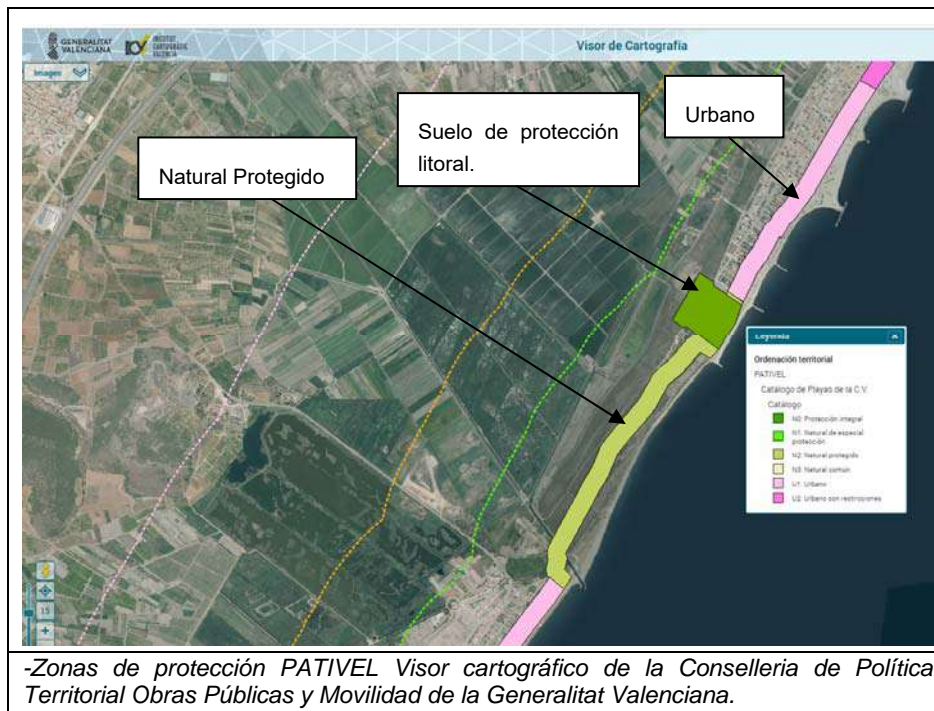 GENERALITAT
VALENCIANA
INSTITUT
CARTOGRÀFIC
VALENCIÀ
Visor de Cartografía
Imagen
Urbano
Suelo de protección
litoral.
Natural Protegido
Leyenda
Ordenación territorial
PATIVEL
Catálogo de Playas de la C.V.
Catálogo
N0: Protección integral
N1: Natural de especial
protección
N2: Natural protegido
N3: Natural común
U1: Urbano
U2: Urbano con restricciones
15
+
-Zonas de protección PATIVEL Visor cartográfico de la Conselleria de Política
Territorial Obras Públicas y Movilidad de la Generalitat Valenciana.